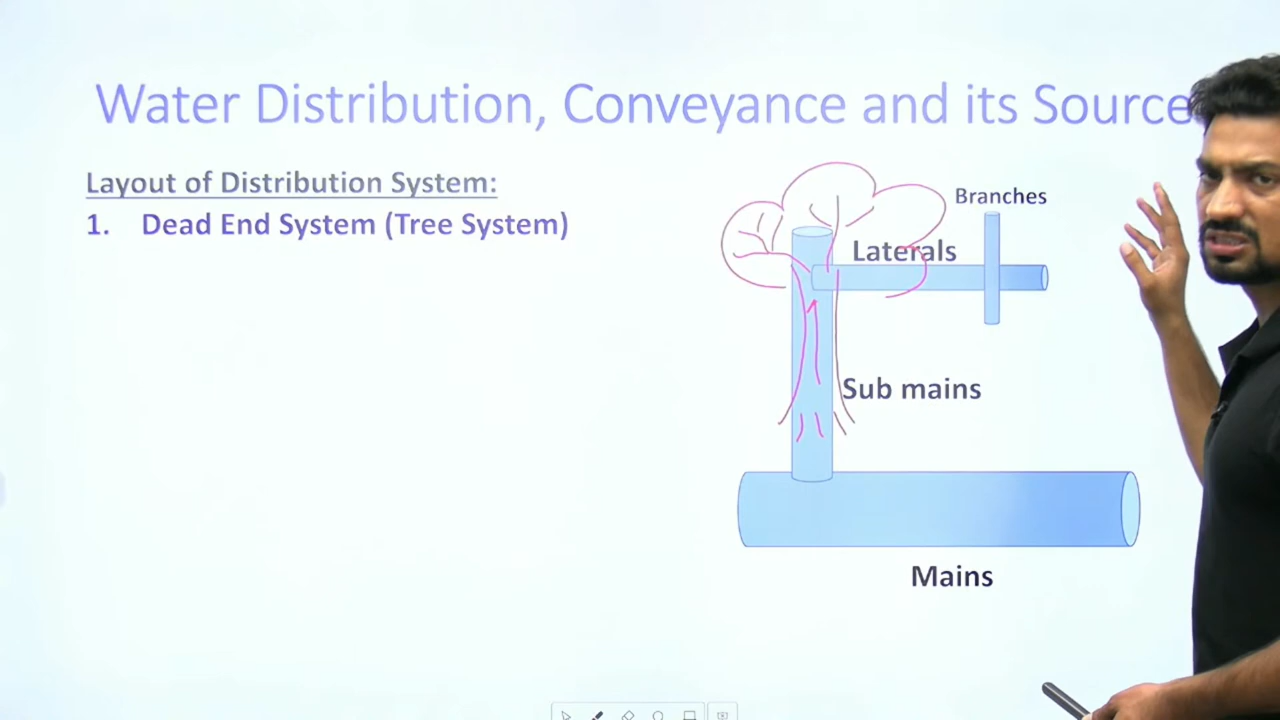 Water Distribution, Conveyance and its Source
Layout of Distribution System:
1. Dead End System (Tree System)
Branches
Laterals
Sub mains
Mains